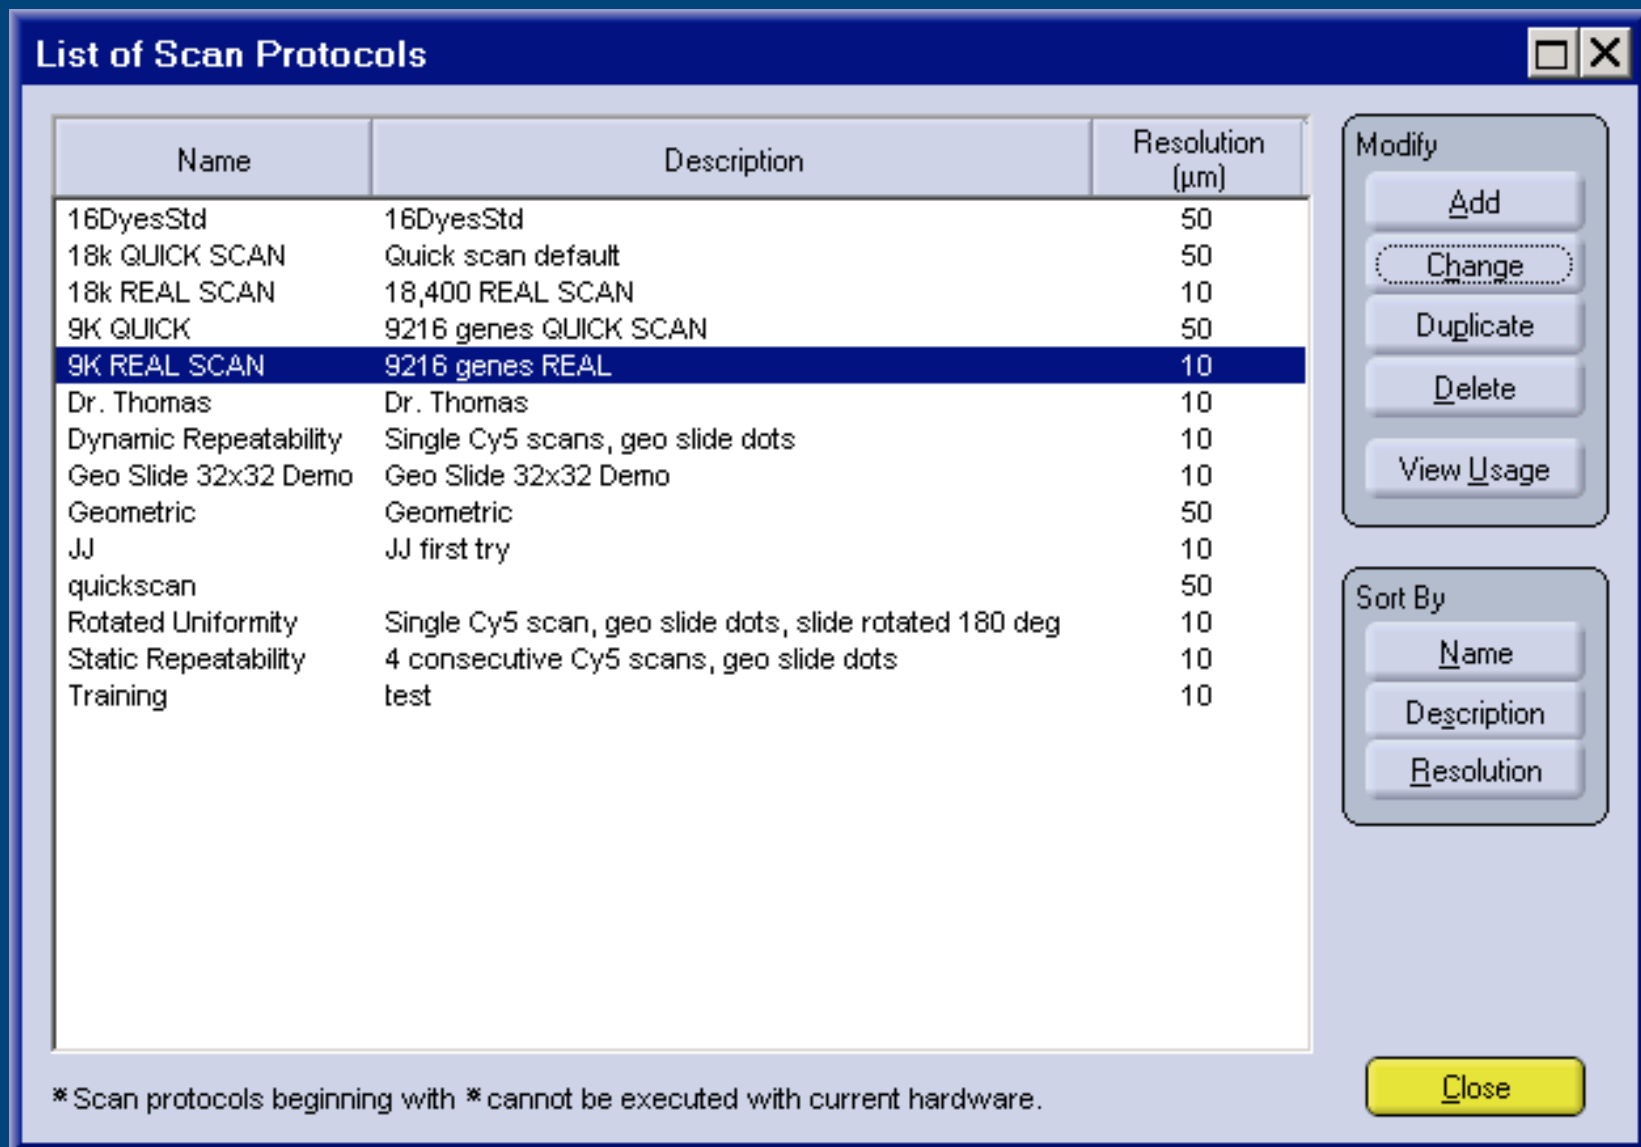 List of Scan Protocols
Name Description Resolution (µm)
16DyesStd 16DyesStd 50
18k QUICK SCAN Quick scan default 50
18k REAL SCAN 18,400 REAL SCAN 10
9K QUICK 9216 genes QUICK SCAN 50
9K REAL SCAN 9216 genes REAL 10
Dr. Thomas Dr. Thomas 10
Dynamic Repeatability Single Cy5 scans, geo slide dots 10
Geo Slide 32x32 Demo Geo Slide 32x32 Demo 10
Geometric Geometric 50
JJ JJ first try 10
quickscan 50
Rotated Uniformity Single Cy5 scan, geo slide dots, slide rotated 180 deg 10
Static Repeatability 4 consecutive Cy5 scans, geo slide dots 10
Training test 10
* Scan protocols beginning with * cannot be executed with current hardware.
Modify
Add
Change
Duplicate
Delete
View Usage
Sort By
Name
Description
Resolution
Close